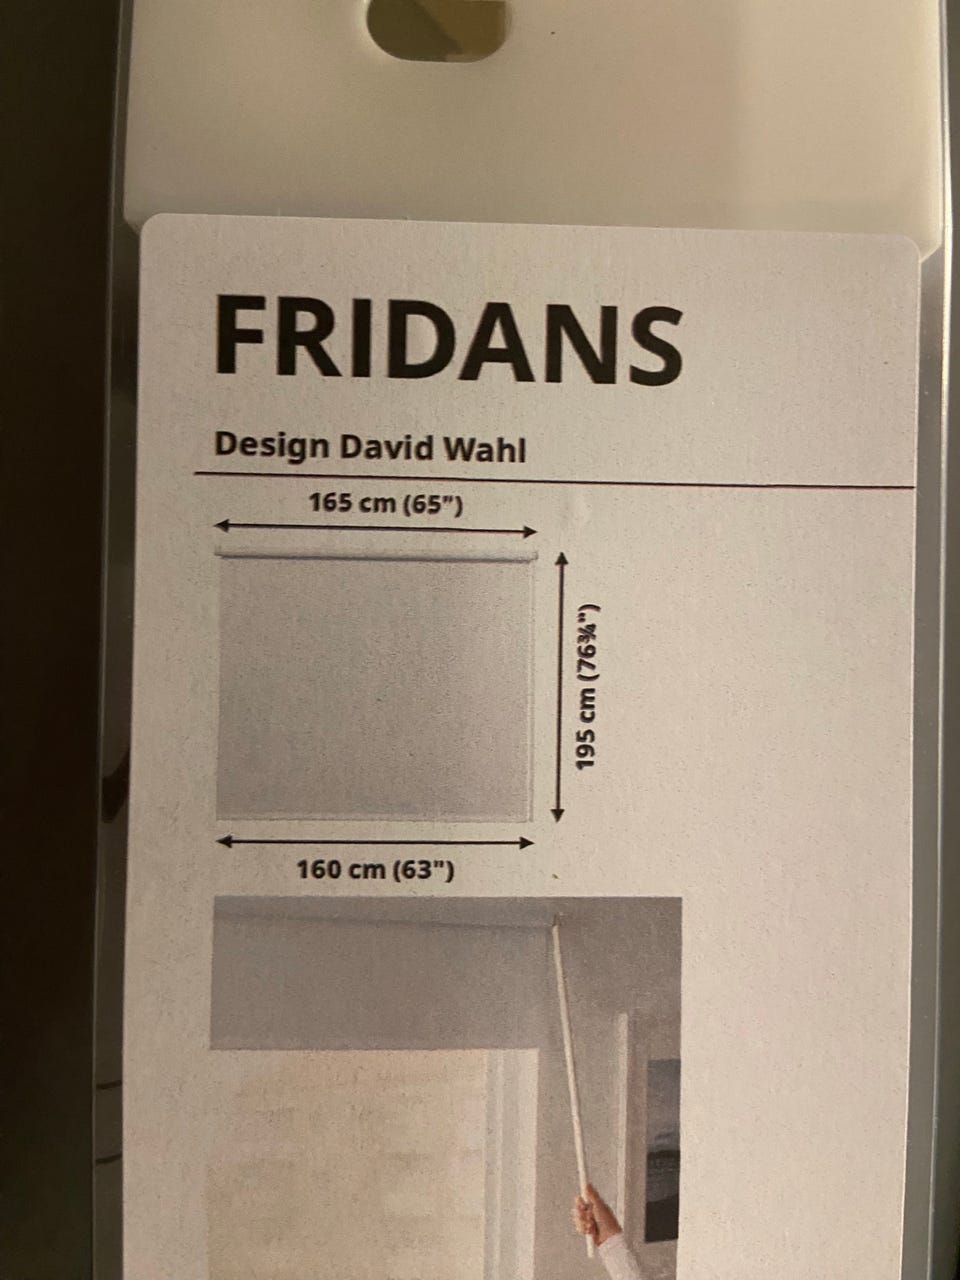 FRIDANS
Design David Wahl
165 cm (65")
195 cm (76¾")
160 cm (63")